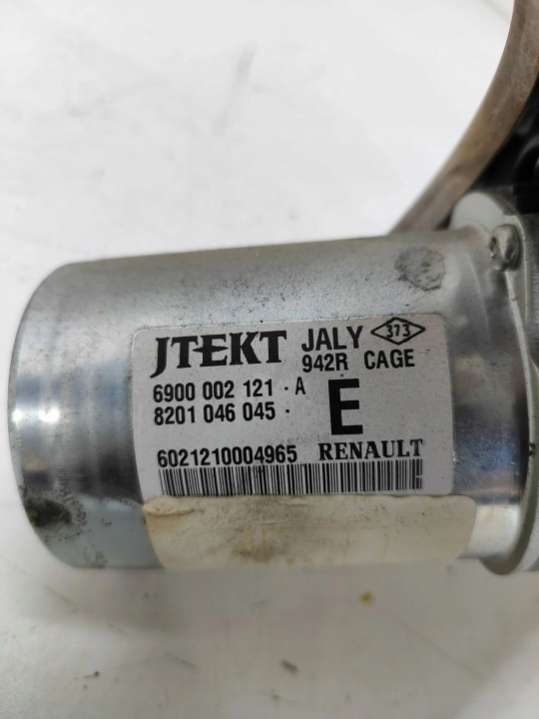 JTEKT JALY 373
942R CAGE
6900 002 121 · A
8201 046 045 · E
6021210004965 RENAULT